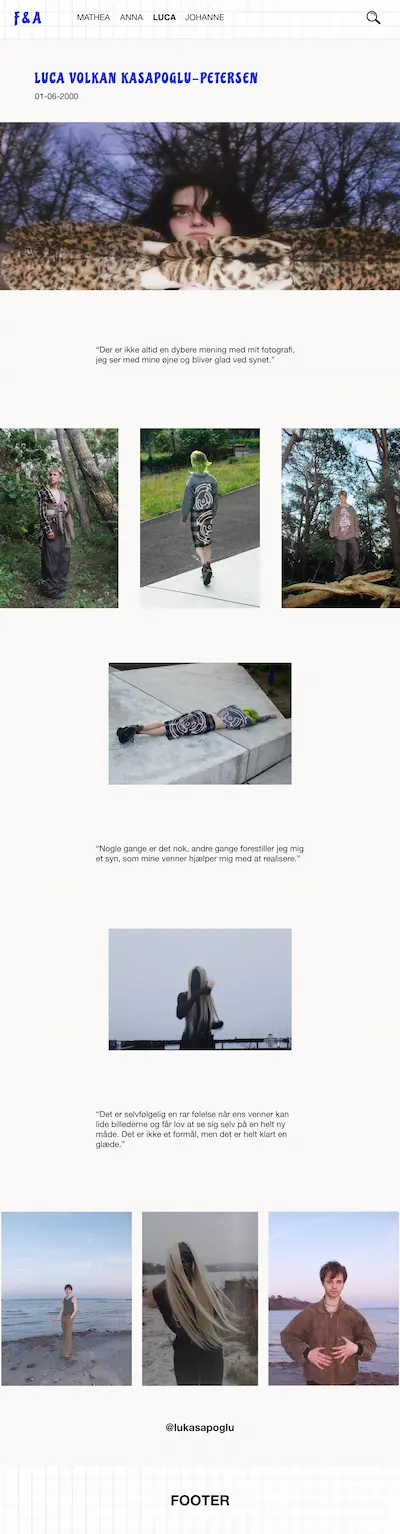 F & A
MATHEA ANNA LUCA JOHANNE
LUCA VOLKAN KASAPOGLU-PETERSEN
01-06-2000
“Der er ikke altid en dybere mening med mit fotografi,
jeg ser med mine øjne og bliver glad ved synet.”
“Nogle gange er det nok, andre gange forestiller jeg mig
et syn, som mine venner hjælper mig med at realisere.”
“Det er selvfølgelig en rar følelse når ens venner kan
lide billederne og får lov at se sig selv på en helt ny
måde. Det er ikke et formål, men det er helt klart en
glæde.”
@lukasapoglu
FOOTER